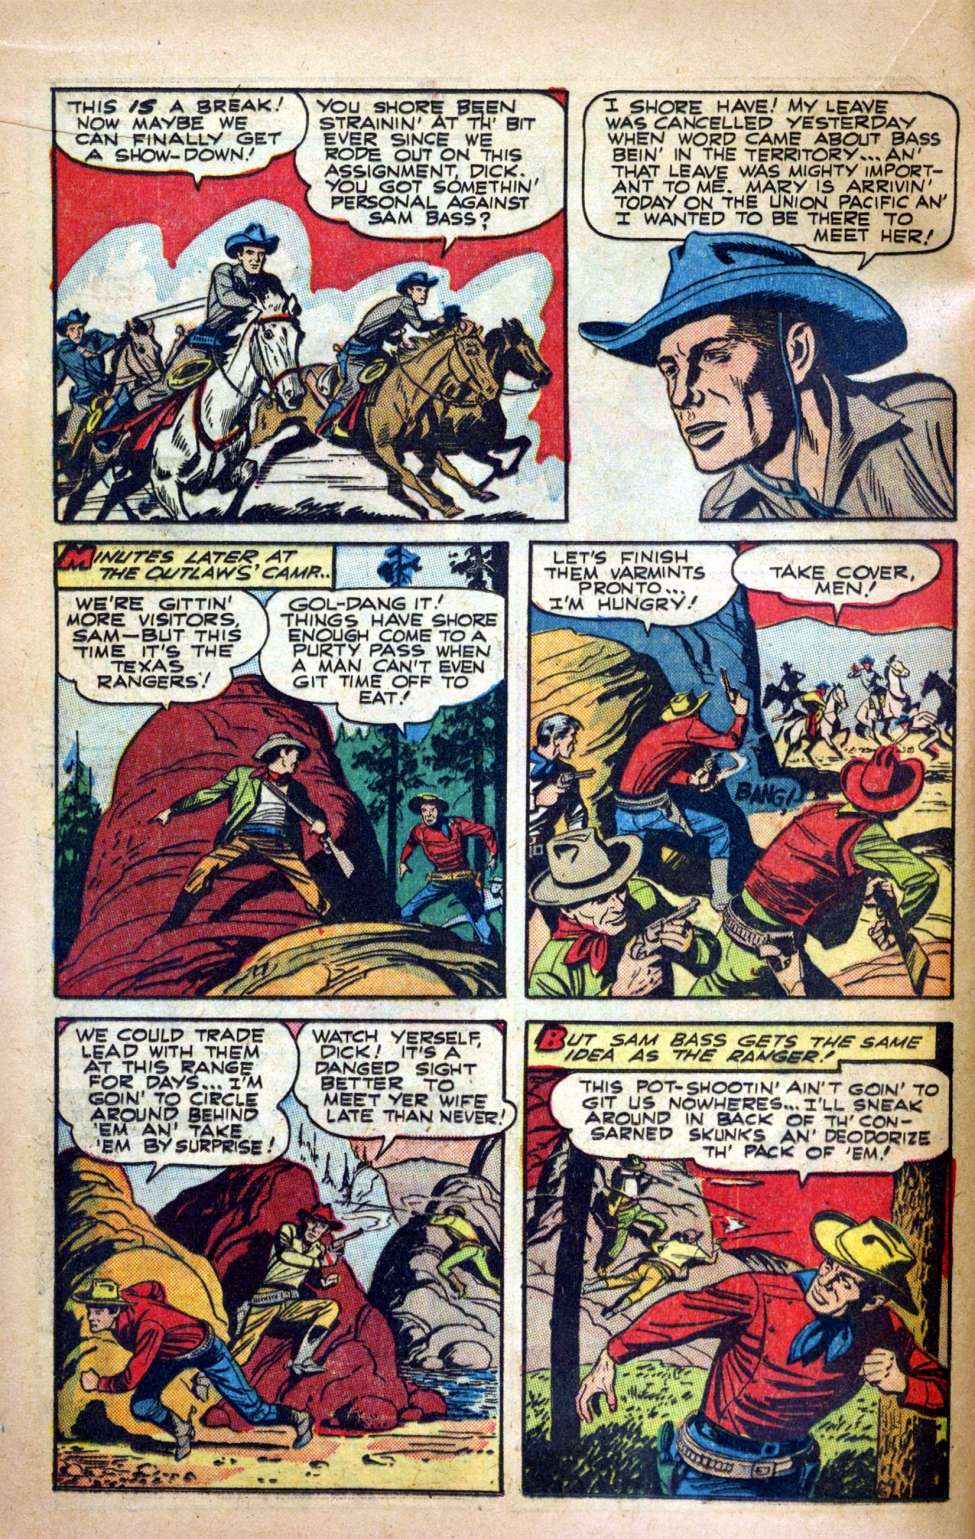 THIS IS A BREAK!
NOW MAYBE WE
CAN FINALLY GET
A SHOW-DOWN!
YOU SHORE BEEN
STRAININ' AT TH' BIT
EVER SINCE WE
RODE OUT ON THIS
ASSIGNMENT, DICK.
YOU GOT SOMETHIN'
PERSONAL AGAINST
SAM BASS?
I SHORE HAVE! MY LEAVE
WAS CANCELLED YESTERDAY
WHEN WORD CAME ABOUT BASS
BEIN' IN THE TERRITORY... AN'
THAT LEAVE WAS MIGHTY IMPORT-
ANT TO ME. MARY IS ARRIVIN'
TODAY ON THE UNION PACIFIC AN'
I WANTED TO BE THERE TO
MEET HER!
MINUTES LATER AT
THE OUTLAWS' CAMP..
WE'RE GITTIN'
MORE VISITORS,
SAM—BUT THIS
TIME IT'S THE
TEXAS
RANGERS!
GOL-DANG IT!
THINGS HAVE SHORE
ENOUGH COME TO A
PURTY PASS WHEN
A MAN CAN'T EVEN
GIT TIME OFF TO
EAT!
LET'S FINISH
THEM VARMINTS
PRONTO...
I'M HUNGRY!
TAKE COVER,
MEN!
BANG!
WE COULD TRADE
LEAD WITH THEM
AT THIS RANGE
FOR DAYS... I'M
GOIN' TO CIRCLE
AROUND BEHIND
'EM AN' TAKE
'EM BY SURPRISE!
WATCH YERSELF,
DICK! IT'S A
DANGED SIGHT
BETTER TO
MEET YER WIFE
LATE THAN NEVER!
BUT SAM BASS GETS THE SAME
IDEA AS THE RANGER!
THIS POT-SHOOTIN' AIN'T GOIN' TO
GIT US NOWHERES... I'LL SNEAK
AROUND IN BACK OF TH' CON-
SARNED SKUNKS AN' DEODORIZE
TH' PACK OF 'EM!